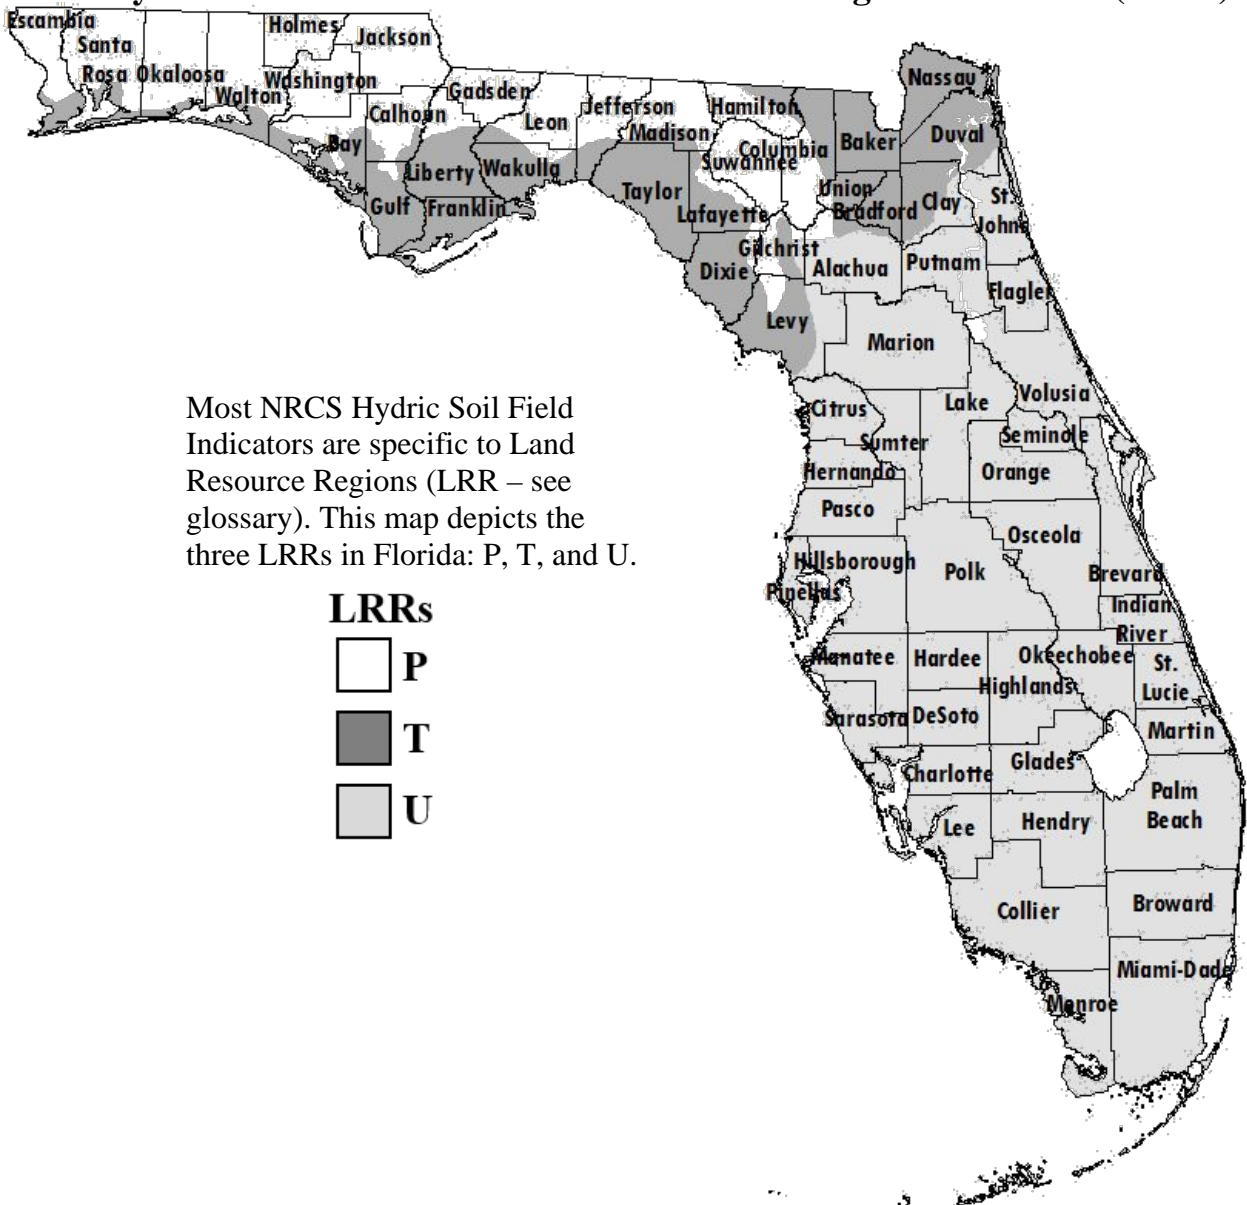 Escambia
Santa
Rosa
Okaloosa
Walton
Holmes
Washington
Jackson
Bay
Calhoun
Gulf
Gadsden
Liberty
Franklin
Leon
Wakulla
Jefferson
Madison
Taylor
Hamilton
Suwannee
Lafayette
Dixie
Columbia
Gilchrist
Levy
Baker
Union
Bradford
Alachua
Nassau
Duval
Clay
St.
Johns
Putnam
Flagler
Marion
Volusia
Citrus
Sumter
Lake
Seminole
Hernando
Orange
Pasco
Osceola
Hillsborough
Polk
Brevard
Pinellas
Indian
River
Manatee
Hardee
Okeechobee
St.
Lucie
Highlands
Sarasota
DeSoto
Martin
Charlotte
Glades
Palm
Beach
Lee
Hendry
Collier
Broward
Miami-Dade
Monroe
Most NRCS Hydric Soil Field
Indicators are specific to Land
Resource Regions (LRR – see
glossary). This map depicts the
three LRRs in Florida: P, T, and U.
LRRs
P
T
U